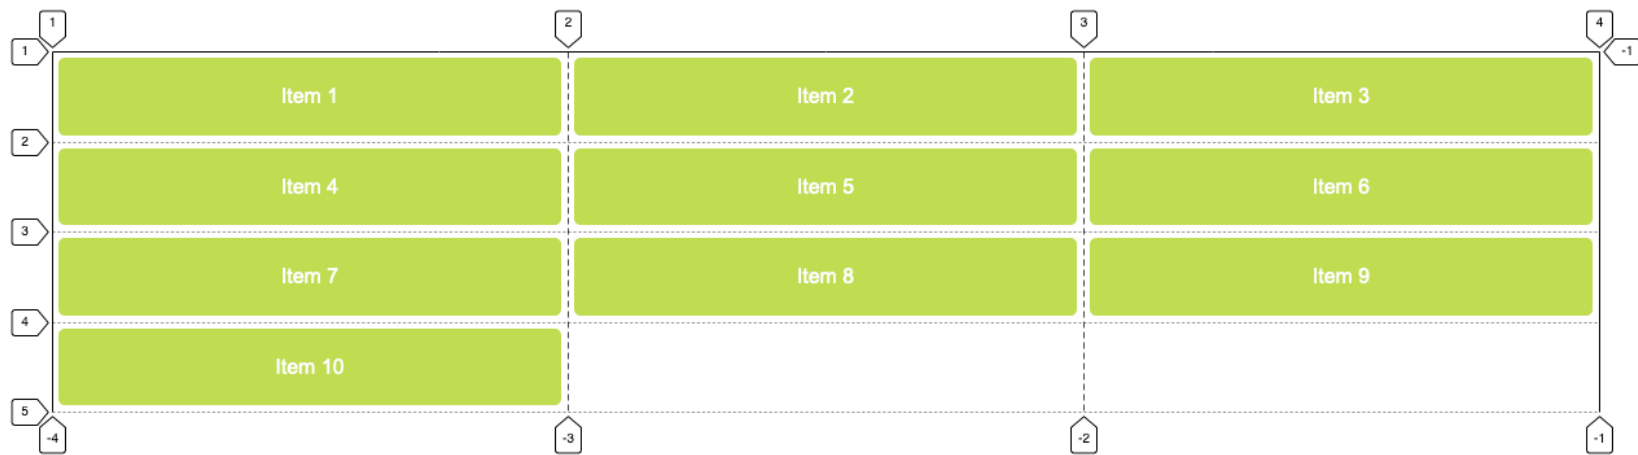 1 2 3 4
1 -1
Item 1 Item 2 Item 3
2
Item 4 Item 5 Item 6
3
Item 7 Item 8 Item 9
4
Item 10
5
-4 -3 -2 -1